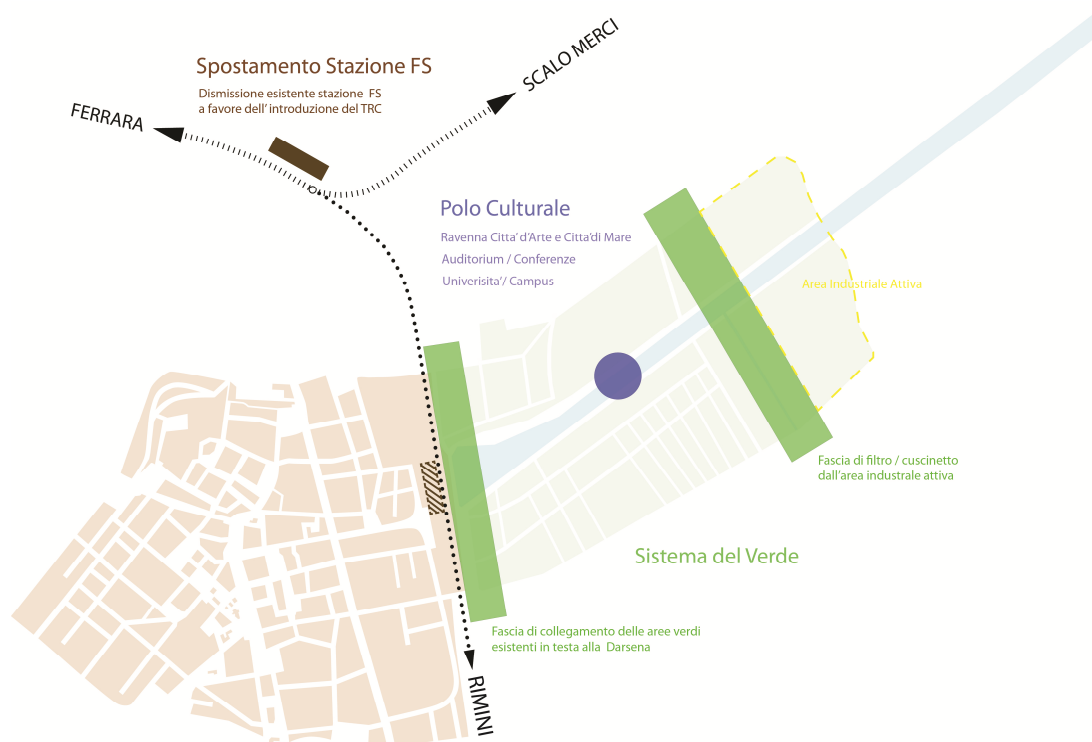 SCALO MERCI
Spostamento Stazione FS
Dismissione esistente stazione FS
a favore dell' introduzione del TRC
FERRARA
Polo Culturale
Ravenna Citta' d'Arte e Citta'di Mare
Auditorium / Conferenze
Univerisita'/ Campus
Area Industriale Attiva
Fascia di filtro / cuscinetto
dall'area industrale attiva
Sistema del Verde
Fascia di collegamento delle aree verdi
esistenti in testa alla Darsena
RIMINI